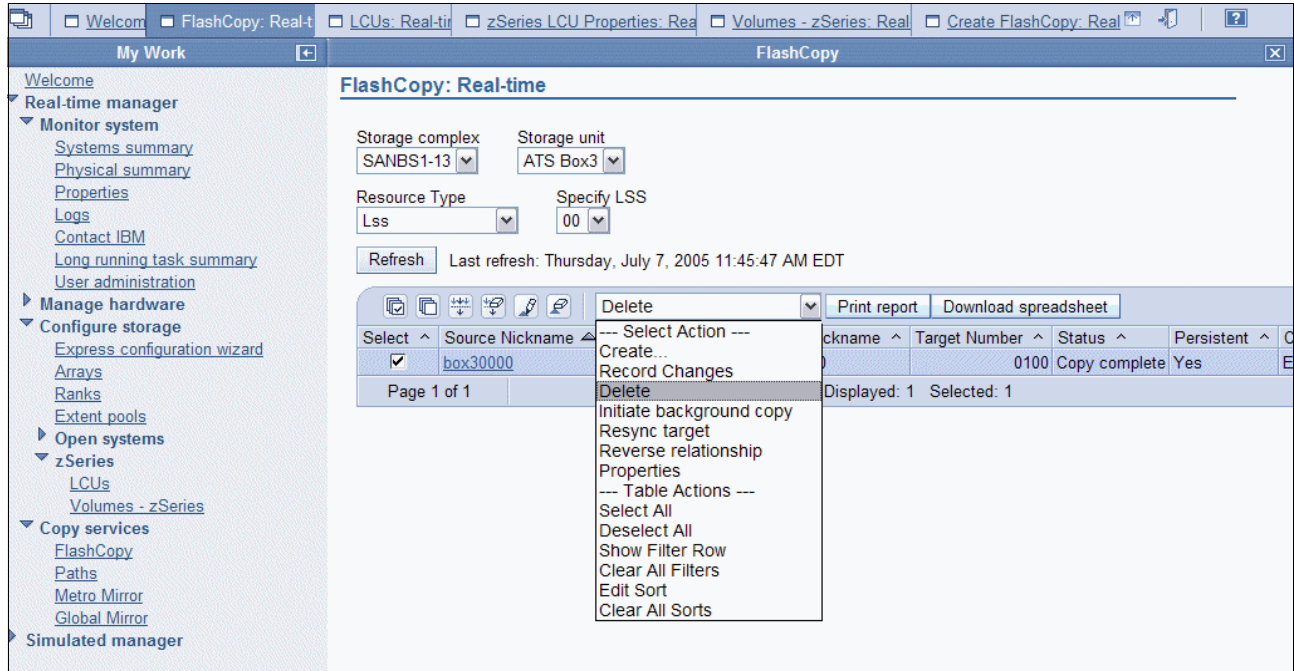 Welcom FlashCopy: Real-t LCUs: Real-tir zSeries LCU Properties: Rea Volumes - zSeries: Real Create FlashCopy: Real ?
My Work
FlashCopy
Welcome
Real-time manager
Monitor system
Systems summary
Physical summary
Properties
Logs
Contact IBM
Long running task summary
User administration
Manage hardware
Configure storage
Express configuration wizard
Arrays
Ranks
Extent pools
Open systems
zSeries
LCUs
Volumes - zSeries
Copy services
FlashCopy
Paths
Metro Mirror
Global Mirror
Simulated manager
FlashCopy: Real-time
Storage complex Storage unit
SANBS1-13 ATS Box3
Resource Type Specify LSS
Lss 00
Refresh Last refresh: Thursday, July 7, 2005 11:45:47 AM EDT
Delete Print report Download spreadsheet
Select Source Nickname ckname Target Number Status Persistent C
box30000 0100 Copy complete Yes E
Page 1 of 1 Displayed: 1 Selected: 1
--- Select Action ---
Create...
Record Changes
Delete
Initiate background copy
Resync target
Reverse relationship
Properties
--- Table Actions ---
Select All
Deselect All
Show Filter Row
Clear All Filters
Edit Sort
Clear All Sorts